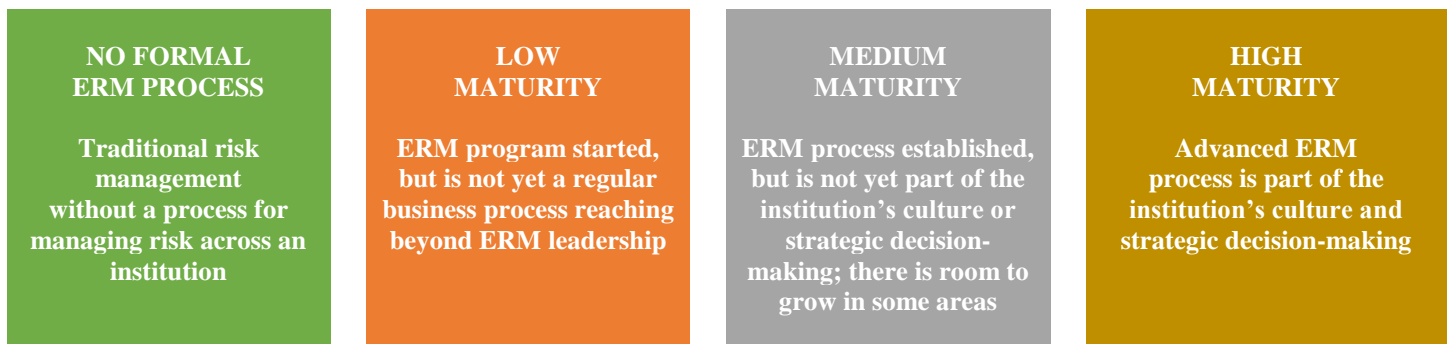 NO FORMAL
ERM PROCESS
Traditional risk
management
without a process for
managing risk across an
institution
LOW
MATURITY
ERM program started,
but is not yet a regular
business process reaching
beyond ERM leadership
MEDIUM
MATURITY
ERM process established,
but is not yet part of the
institution’s culture or
strategic decision-
making; there is room to
grow in some areas
HIGH
MATURITY
Advanced ERM
process is part of the
institution’s culture and
strategic decision-making